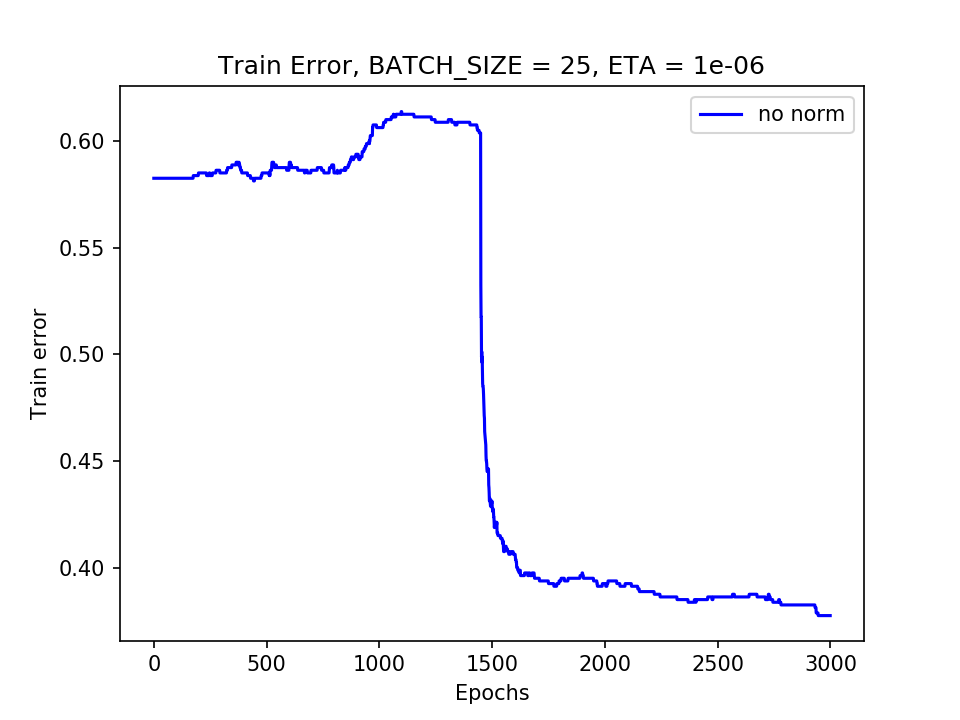 Train Error, BATCH_SIZE = 25, ETA = 1e-06
no norm
0.60
0.55
0.50
0.45
0.40
Train error
0 500 1000 1500 2000 2500 3000
Epochs